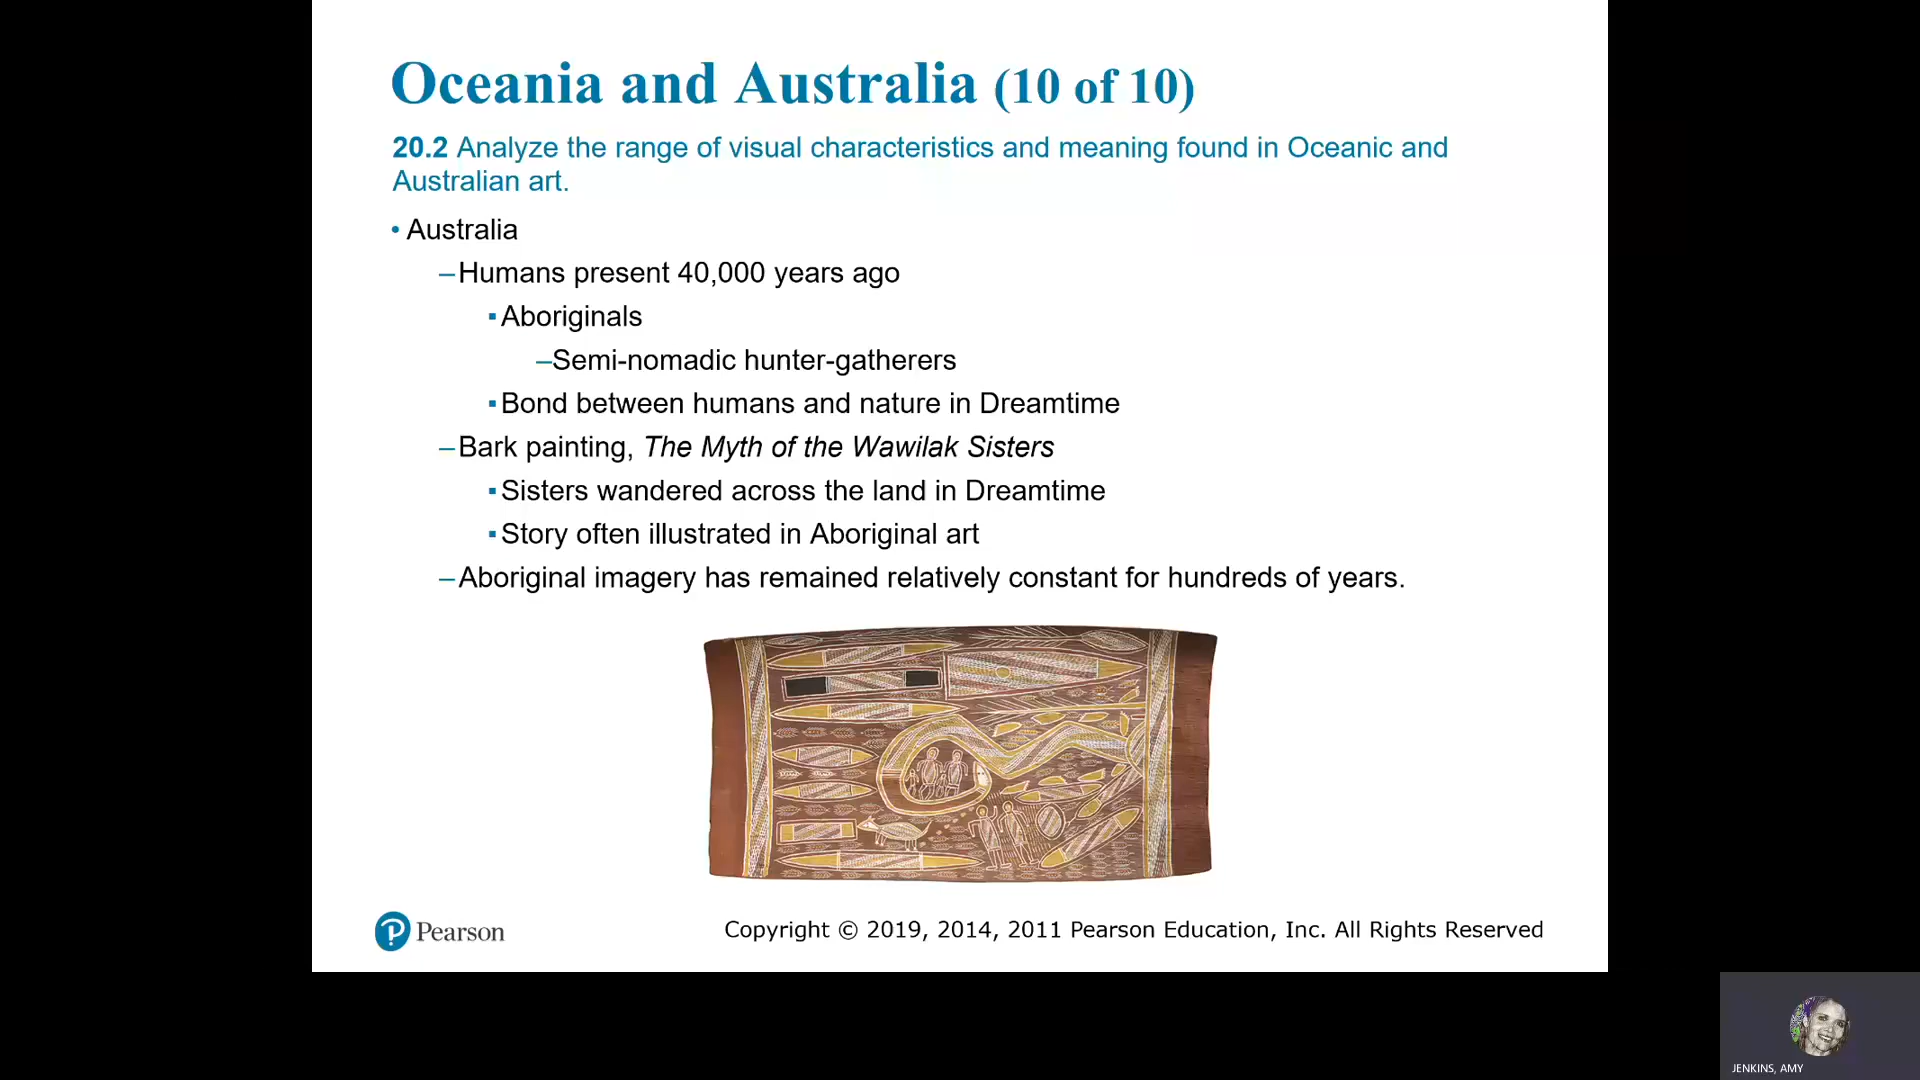 Oceania and Australia (10 of 10)
20.2 Analyze the range of visual characteristics and meaning found in Oceanic and
Australian art.
• Australia
–Humans present 40,000 years ago
▪Aboriginals
–Semi-nomadic hunter-gatherers
▪Bond between humans and nature in Dreamtime
–Bark painting, The Myth of the Wawilak Sisters
▪Sisters wandered across the land in Dreamtime
▪Story often illustrated in Aboriginal art
–Aboriginal imagery has remained relatively constant for hundreds of years.
Pearson
Copyright © 2019, 2014, 2011 Pearson Education, Inc. All Rights Reserved
JENKINS, AMY